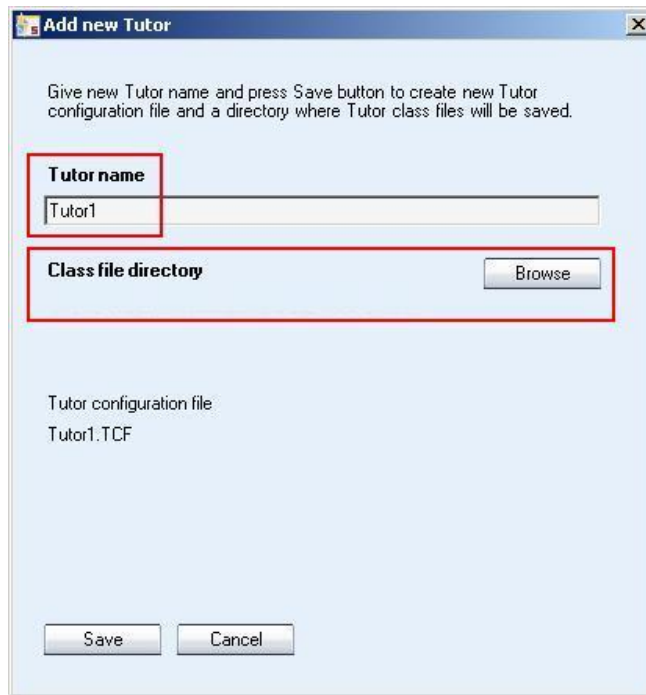 Add new Tutor
Give new Tutor name and press Save button to create new Tutor
configuration file and a directory where Tutor class files will be saved.
Tutor name
Tutor1
Class file directory
Browse
Tutor configuration file
Tutor1.TCF
Save
Cancel